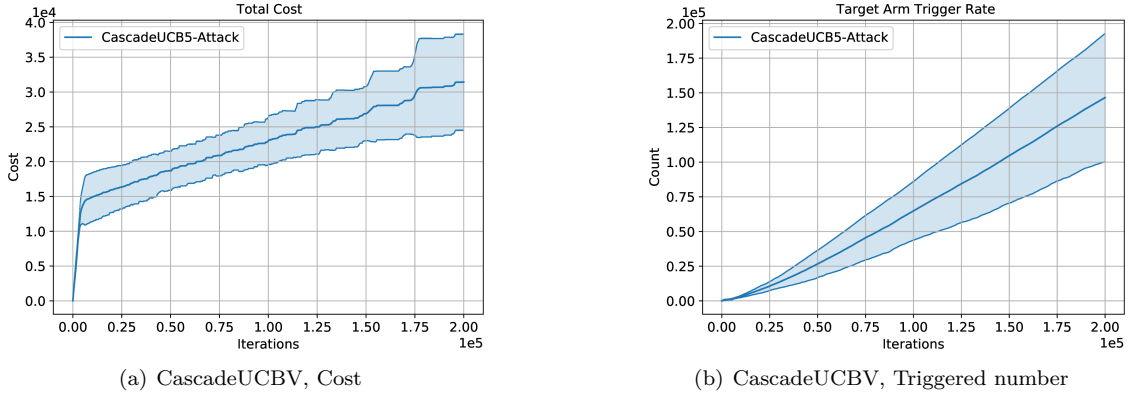 Total Cost
1e4
4.0
3.5
3.0
2.5
2.0
1.5
1.0
0.5
0.0
Cost
CascadeUCB5-Attack
0.00 0.25 0.50 0.75 1.00 1.25 1.50 1.75 2.00
Iterations
1e5
(a) CascadeUCBV, Cost
Target Arm Trigger Rate
1e5
2.00
1.75
1.50
1.25
1.00
0.75
0.50
0.25
0.00
Count
CascadeUCB5-Attack
0.00 0.25 0.50 0.75 1.00 1.25 1.50 1.75 2.00
Iterations
1e5
(b) CascadeUCBV, Triggered number